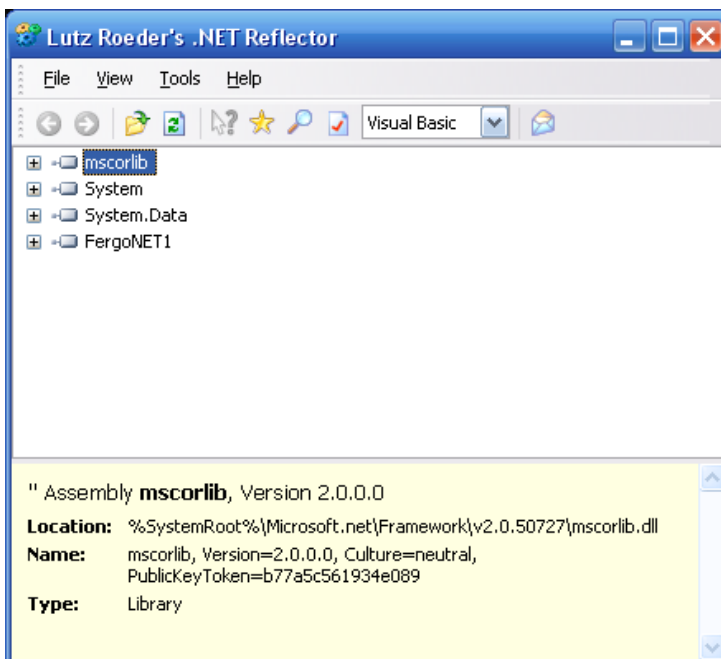 Lutz Roeder's .NET Reflector
File View Tools Help
Visual Basic
mscorlib
System
System.Data
FergoNET1
" Assembly mscorlib, Version 2.0.0.0
Location: %SystemRoot%\Microsoft.net\Framework\v2.0.50727\mscorlib.dll
Name: mscorlib, Version=2.0.0.0, Culture=neutral,
PublicKeyToken=b77a5c561934e089
Type: Library